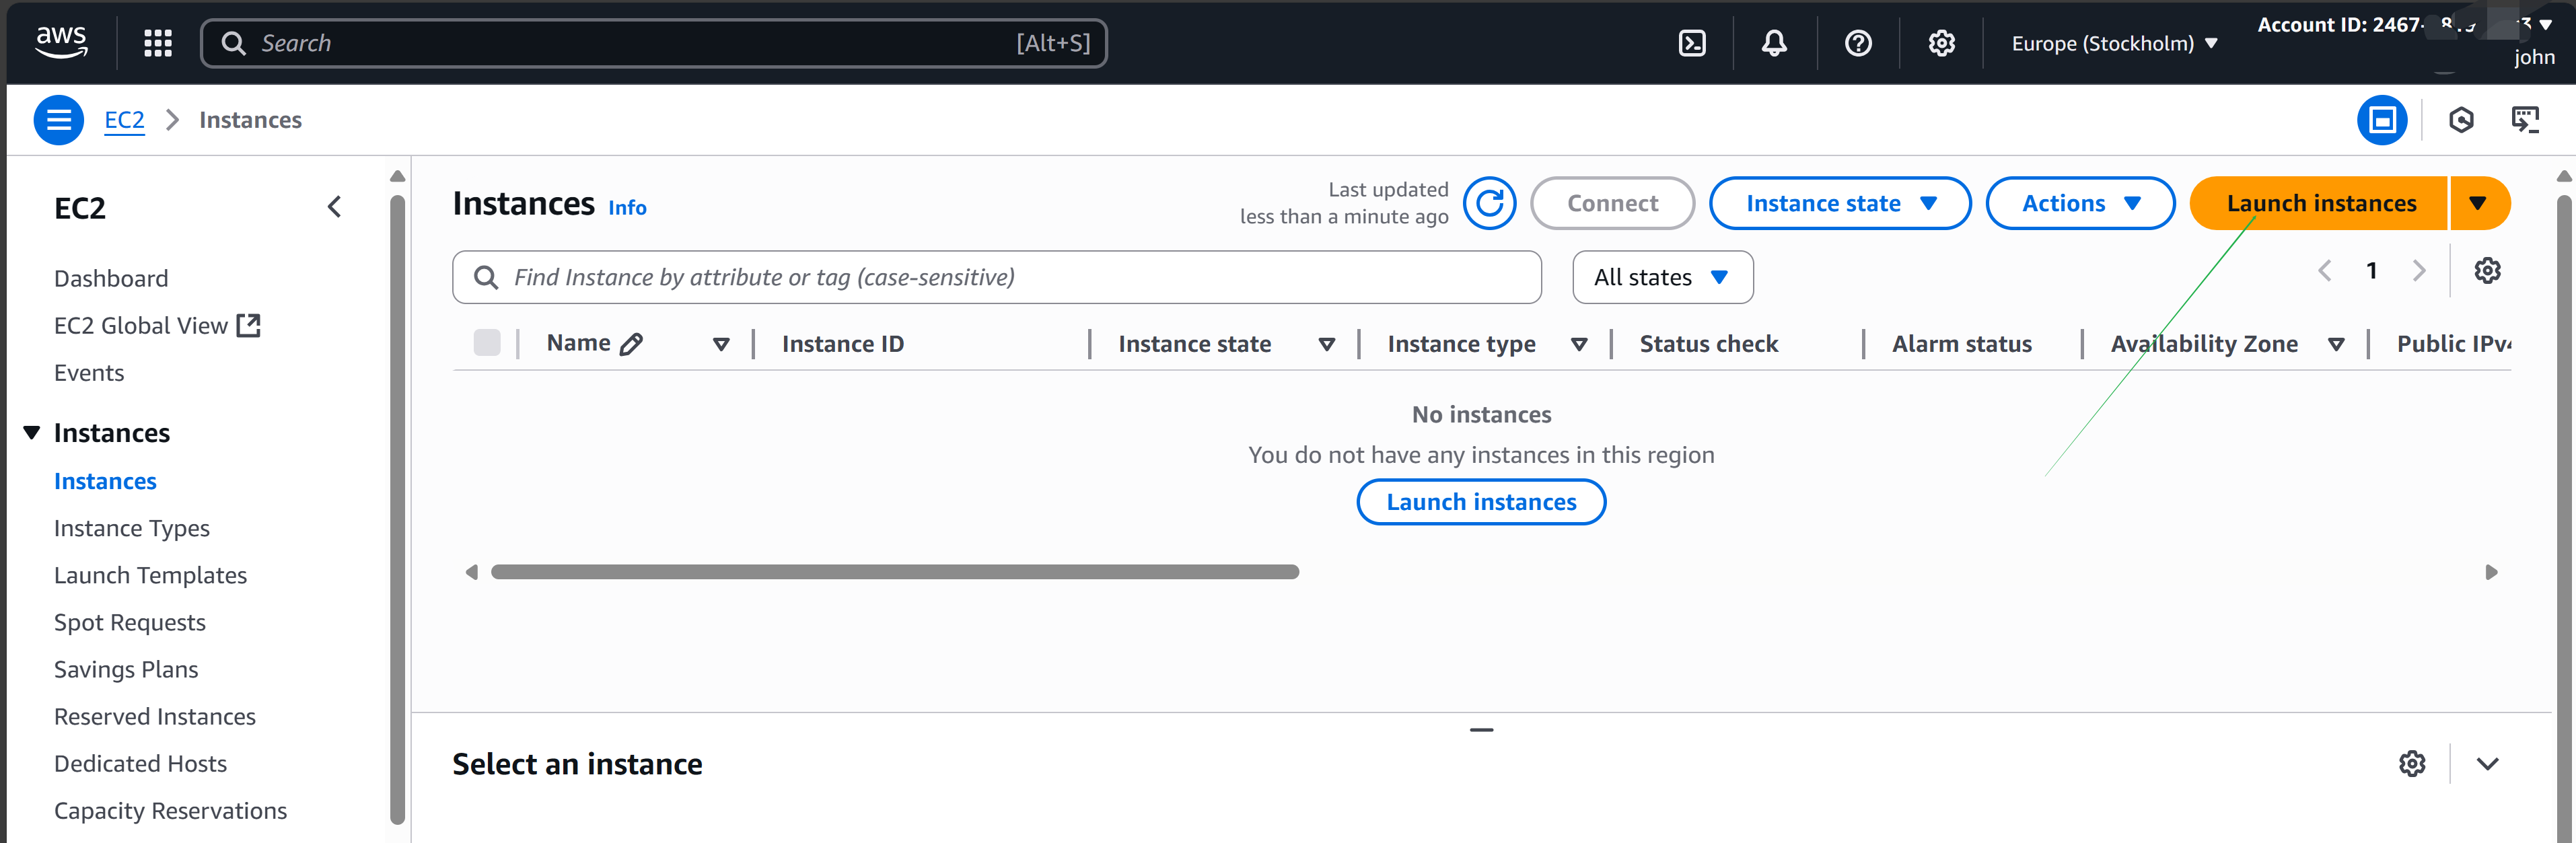 aws
Search [Alt+S]
Europe (Stockholm)
Account ID: 2467-
john
EC2 Instances
EC2
Dashboard
EC2 Global View
Events
Instances
Instances
Instance Types
Launch Templates
Spot Requests
Savings Plans
Reserved Instances
Dedicated Hosts
Capacity Reservations
Instances Info
Last updated
less than a minute ago
Connect
Instance state
Actions
Launch instances
Find Instance by attribute or tag (case-sensitive)
All states
1
Name Instance ID Instance state Instance type Status check Alarm status Availability Zone Public IPv4
No instances
You do not have any instances in this region
Launch instances
Select an instance